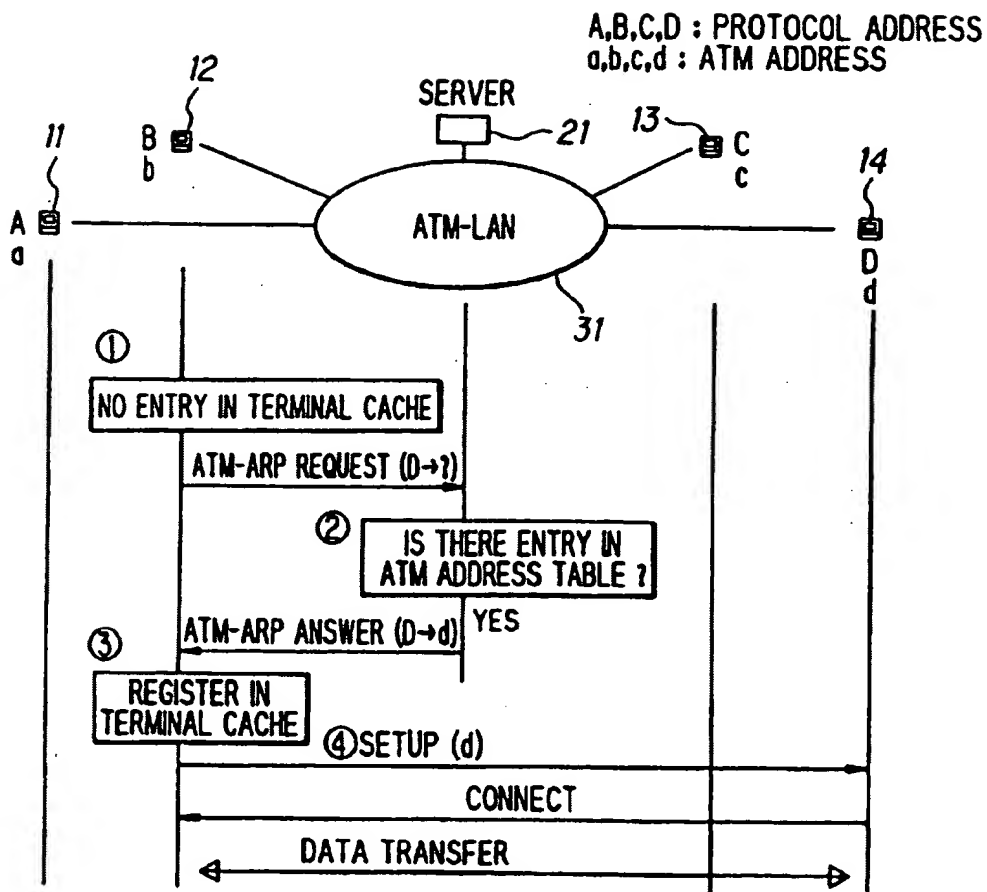 A,B,C,D : PROTOCOL ADDRESS
a,b,c,d : ATM ADDRESS
12
SERVER
11
B
b
21
13
C
c
14
A
a
ATM-LAN
D
d
31
①
NO ENTRY IN TERMINAL CACHE
ATM-ARP REQUEST (D→?)
②
IS THERE ENTRY IN
ATM ADDRESS TABLE ?
YES
ATM-ARP ANSWER (D→d)
③
REGISTER IN
TERMINAL CACHE
④SETUP (d)
CONNECT
DATA TRANSFER